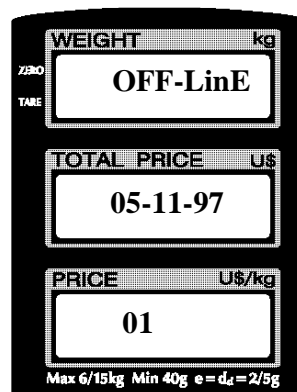 WEIGHT kg
ZERO
OFF-LinE
TARE
TOTAL PRICE U$
05-11-97
PRICE U$/kg
01
Max 6/15kg Min 40g e=dd=2/5g